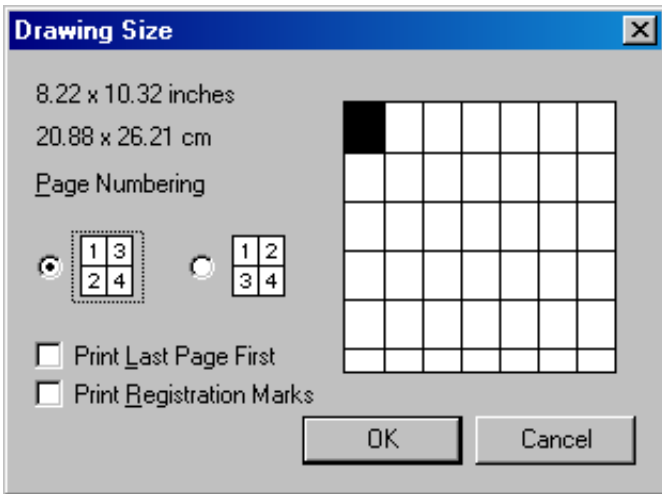 Drawing Size
8.22 x 10.32 inches
20.88 x 26.21 cm
Page Numbering
1 3
2 4
1 2
3 4
Print Last Page First
Print Registration Marks
OK
Cancel